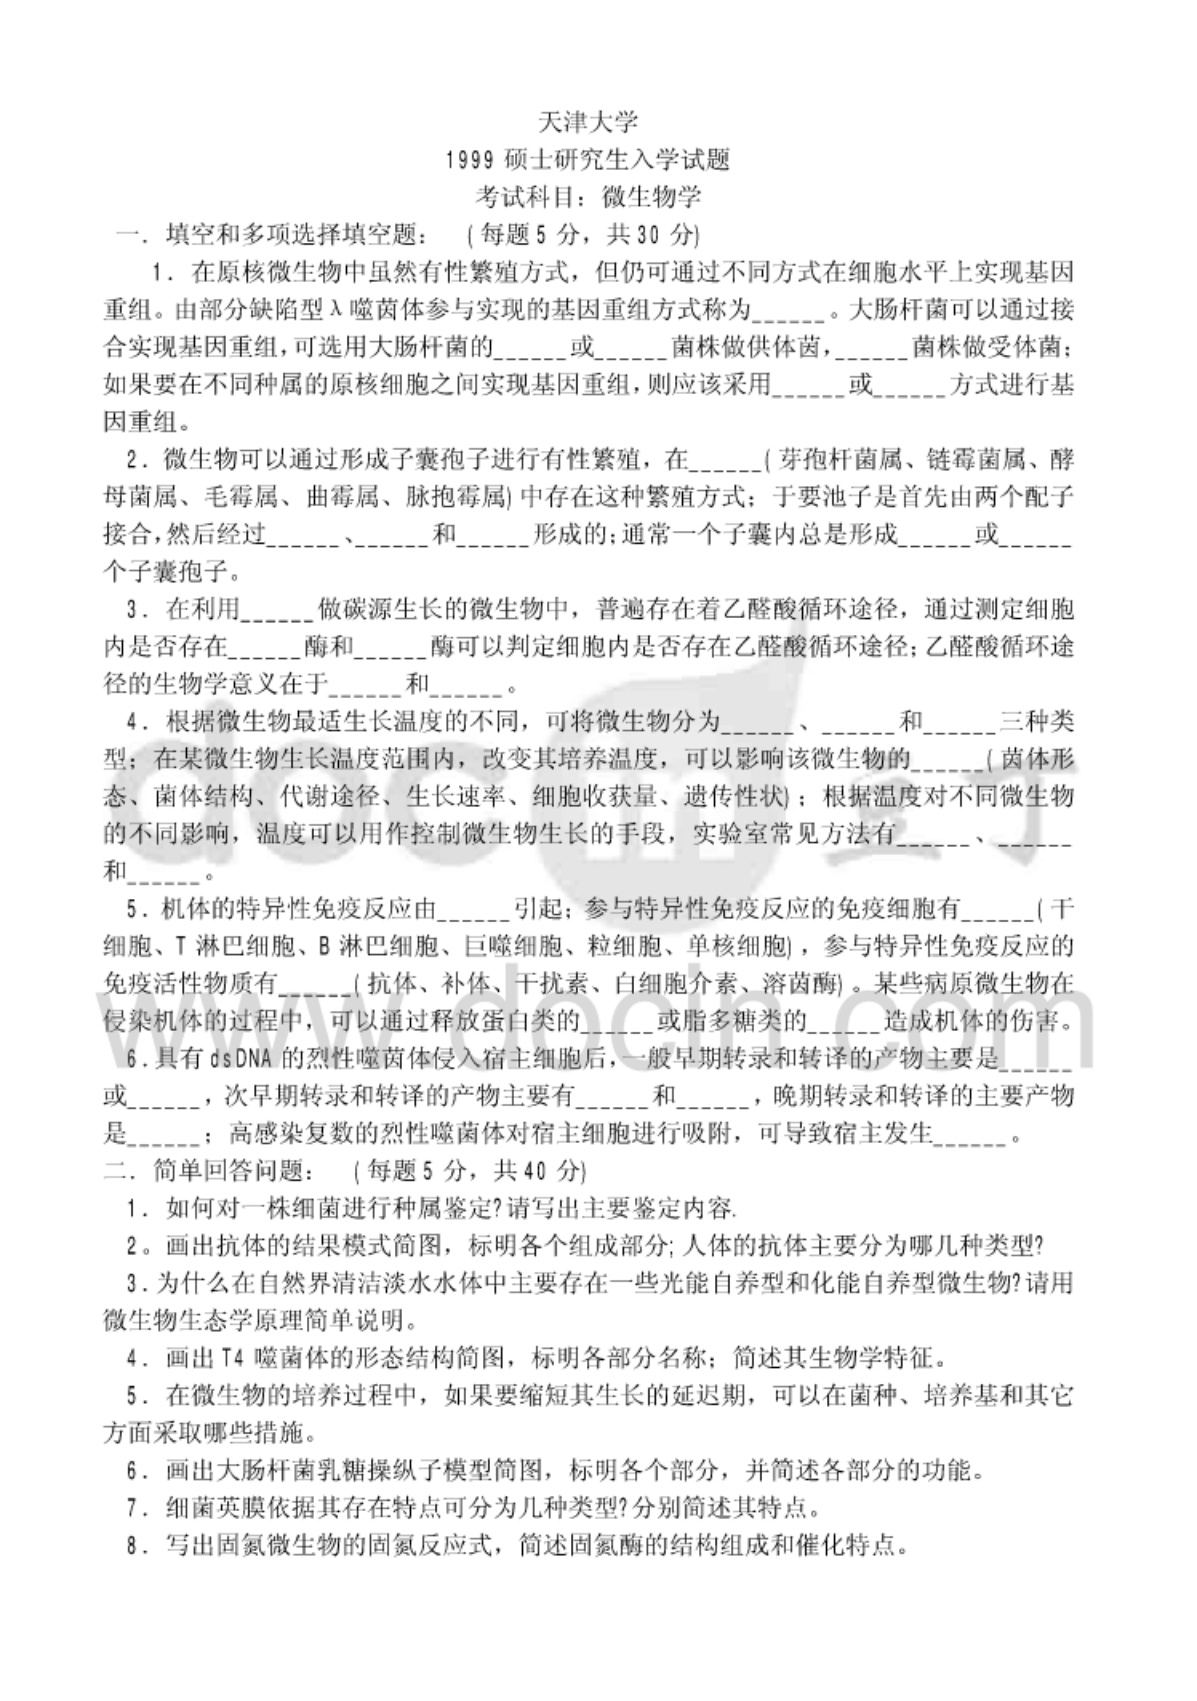 天津大学
1999 硕士研究生入学试题
考试科目：微生物学
一．填空和多项选择填空题： （每题5 分，共30 分）
1．在原核微生物中虽然有性繁殖方式，但仍可通过不同方式在细胞水平上实现基因
重组。由部分缺陷型λ噬茵体参与实现的基因重组方式称为______。大肠杆菌可以通过接
合实现基因重组,可选用大肠杆菌的______或______菌株做供体茵,______菌株做受体菌；
如果要在不同种属的原核细胞之间实现基因重组,则应该采用______或______方式进行基
因重组。
2．微生物可以通过形成子囊孢子进行有性繁殖，在______(芽孢杆菌属、链霉菌属、酵
母菌属、毛霉属、曲霉属、脉抱霉属)中存在这种繁殖方式；于要池子是首先由两个配子
接合,然后经过______、______和______形成的;通常一个子囊内总是形成______或______
个子囊孢子。
3．在利用______做碳源生长的微生物中，普遍存在着乙醛酸循环途径，通过测定细胞
内是否存在______酶和______酶可以判定细胞内是否存在乙醛酸循环途径;乙醛酸循环途
径的生物学意义在于______和______。
4．根据微生物最适生长温度的不同，可将微生物分为______、______和______三种类
型；在某微生物生长温度范围内，改变其培养温度，可以影响该微生物的______(茵体形
态、菌体结构、代谢途径、生长速率、细胞收获量、遗传性状)；根据温度对不同微生物
的不同影响，温度可以用作控制微生物生长的手段，实验室常见方法有______、______
和______。
5.机体的特异性免疫反应由______引起；参与特异性免疫反应的免疫细胞有______(干
细胞、T 淋巴细胞、B 淋巴细胞、巨噬细胞、粒细胞、单核细胞)，参与特异性免疫反应的
免疫活性物质有______(抗体、补体、干扰素、白细胞介素、溶茵酶)。某些病原微生物在
侵染机体的过程中，可以通过释放蛋白类的______或脂多糖类的______造成机体的伤害。
6.具有dsDNA 的烈性噬茵体侵入宿主细胞后，一般早期转录和转译的产物主要是______
或______，次早期转录和转译的产物主要有______和______，晚期转录和转译的主要产物
是______；高感染复数的烈性噬菌体对宿主细胞进行吸附，可导致宿主发生______。
二．简单回答问题： （每题5 分，共40 分）
1．如何对一株细菌进行种属鉴定?请写出主要鉴定内容.
2。画出抗体的结果模式简图，标明各个组成部分;人体的抗体主要分为哪几种类型?
3.为什么在自然界清洁淡水水体中主要存在一些光能自养型和化能自养型微生物?请用
微生物生态学原理简单说明。
4．画出T4 噬菌体的形态结构简图，标明各部分名称；简述其生物学特征。
5．在微生物的培养过程中，如果要缩短其生长的延迟期，可以在菌种、培养基和其它
方面采取哪些措施。
6．画出大肠杆菌乳糖操纵子模型简图，标明各个部分，并简述各部分的功能。
7．细菌英膜依据其存在特点可分为几种类型?分别简述其特点。
8．写出固氮微生物的固氮反应式，简述固氮酶的结构组成和催化特点。
docin 豆丁
www.docin.com